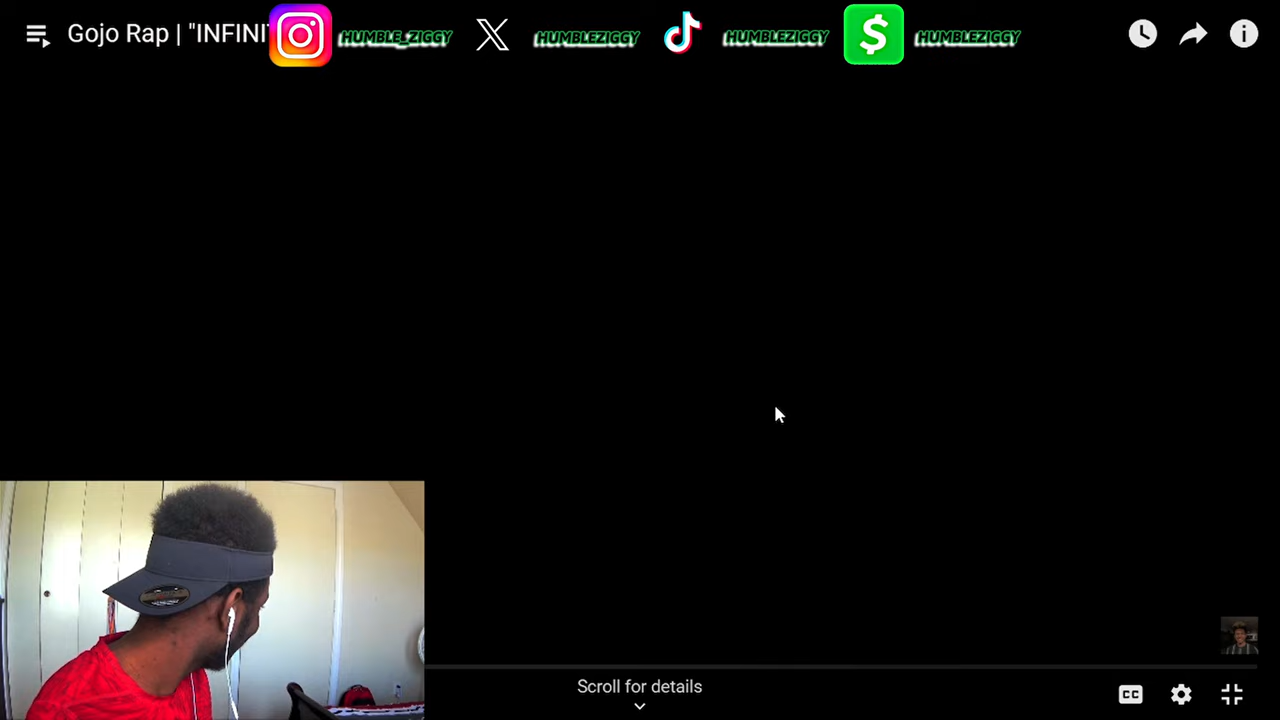 Gojo Rap | "INFINI
HUMBLE_ZIGGY
HUMBLEZIGGY
HUMBLEZIGGY
HUMBLEZIGGY
Scroll for details
CC